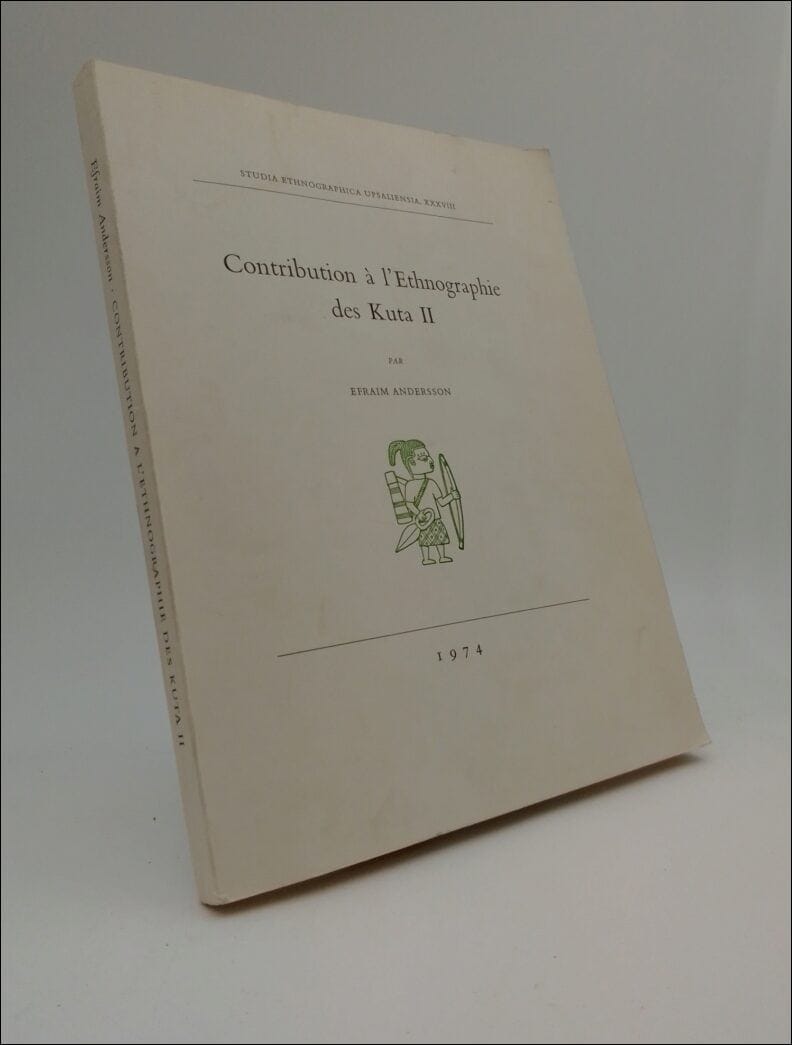 STUDIA ETHNOGRAPHICA UPSALIENSIA, XXXVIII
Contribution à l'Ethnographie
des Kuta II
PAR
EFRAIM ANDERSSON
1974
Efraim Andersson · CONTRIBUTION A L'ETHNOGRAPHIE DES KUTA II